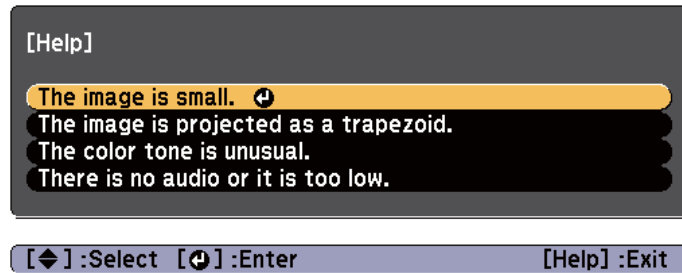 [Help]
The image is small.
The image is projected as a trapezoid.
The color tone is unusual.
There is no audio or it is too low.
[◆] :Select [↵] :Enter [Help] :Exit